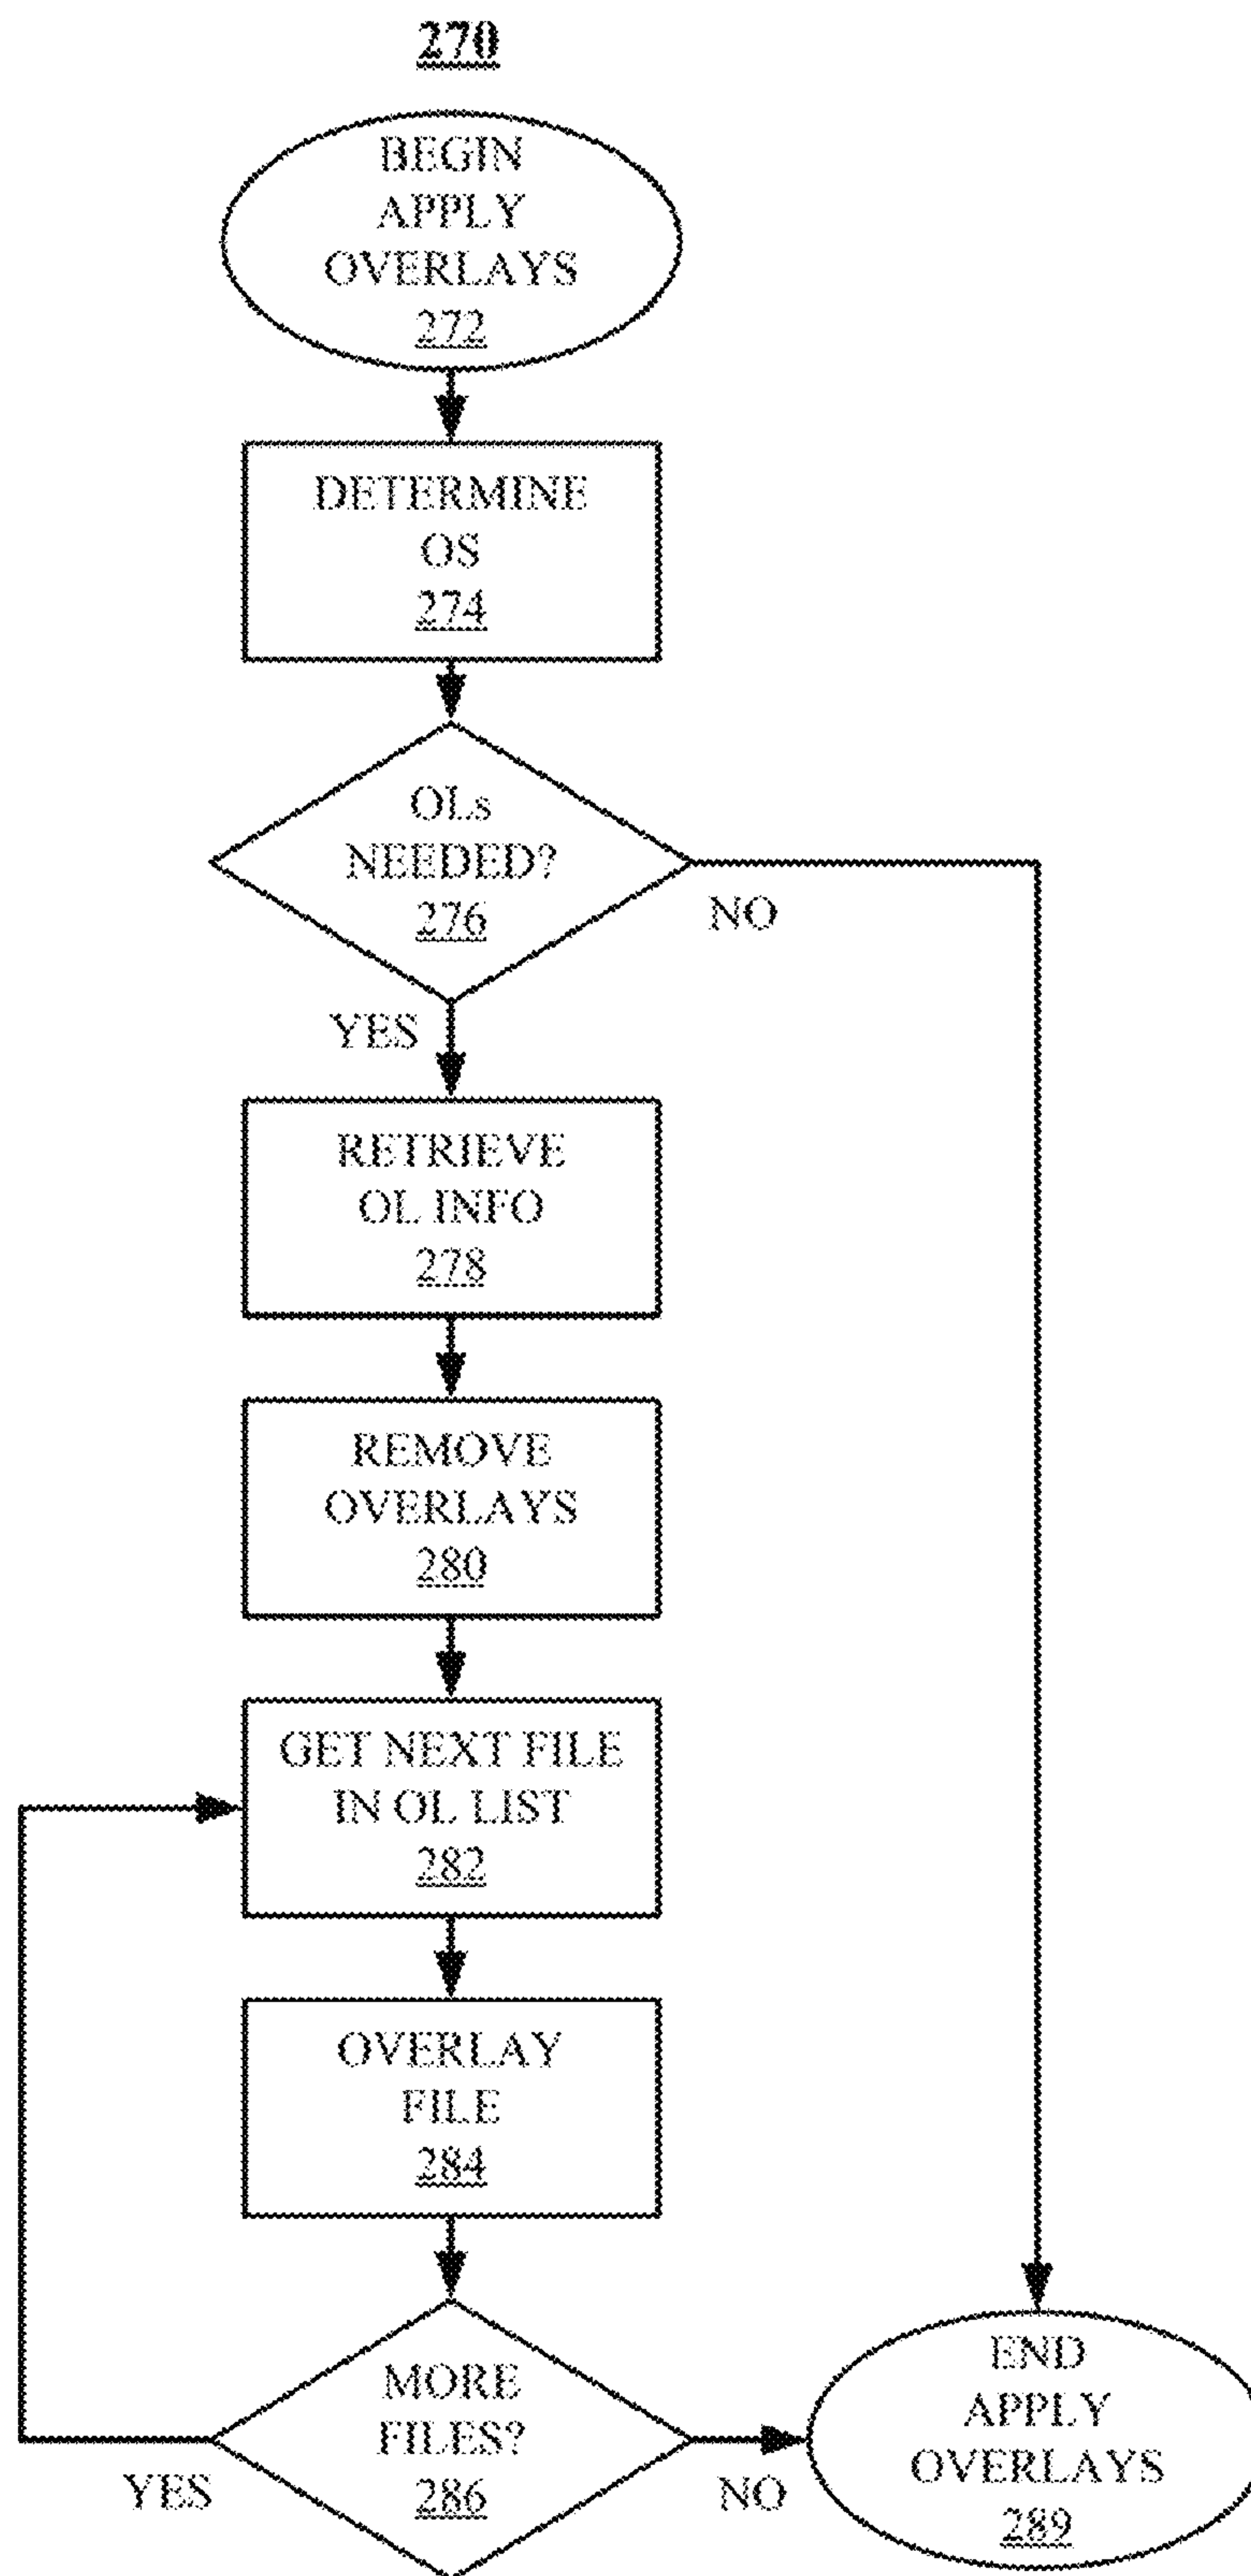 270
BEGIN
APPLY
OVERLAYS
272
DETERMINE
OS
274
OLs
NEEDED?
276
NO
YES
RETRIEVE
OL INFO
278
REMOVE
OVERLAYS
280
GET NEXT FILE
IN OL LIST
282
OVERLAY
FILE
284
MORE
FILES?
286
YES
NO
END
APPLY
OVERLAYS
289